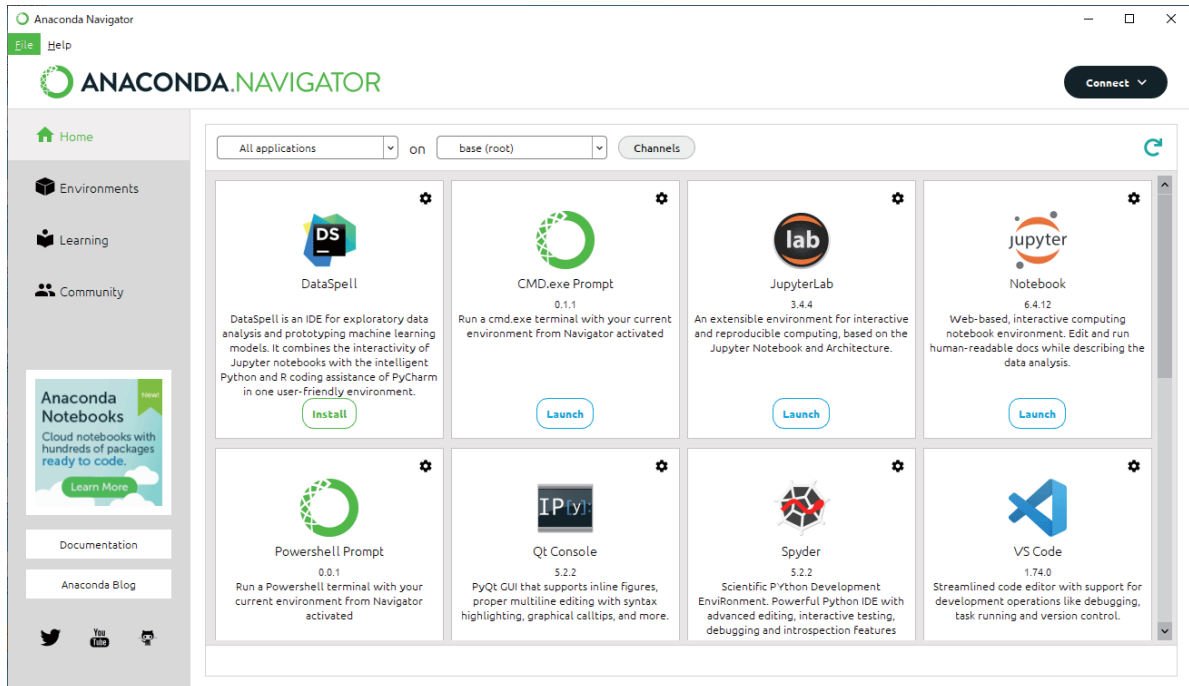 Anaconda Navigator
File Help
ANACONDA.NAVIGATOR
Connect
Home
Environments
Learning
Community
Anaconda
Notebooks
New!
Cloud notebooks with
hundreds of packages
ready to code.
Learn More
Documentation
Anaconda Blog
You
Tube
All applications on base (root) Channels
DS
DataSpell
DataSpell is an IDE for exploratory data
analysis and prototyping machine learning
models. It combines the interactivity of
Jupyter notebooks with the intelligent
Python and R coding assistance of PyCharm
in one user-friendly environment.
Install
CMD.exe Prompt
0.1.1
Run a cmd.exe terminal with your current
environment from Navigator activated
Launch
lab
JupyterLab
3.4.4
An extensible environment for interactive
and reproducible computing, based on the
Jupyter Notebook and Architecture.
Launch
jupyter
Notebook
6.4.12
Web-based, interactive computing
notebook environment. Edit and run
human-readable docs while describing the
data analysis.
Launch
Powershell Prompt
0.0.1
Run a Powershell terminal with your
current environment from Navigator
activated
IP[y]:
Qt Console
5.2.2
PyQt GUI that supports inline figures,
proper multiline editing with syntax
highlighting, graphical calltips, and more.
Spyder
5.2.2
Scientific PYthon Development
EnviRonment. Powerful Python IDE with
advanced editing, interactive testing,
debugging and introspection features
VS Code
1.74.0
Streamlined code editor with support for
development operations like debugging,
task running and version control.